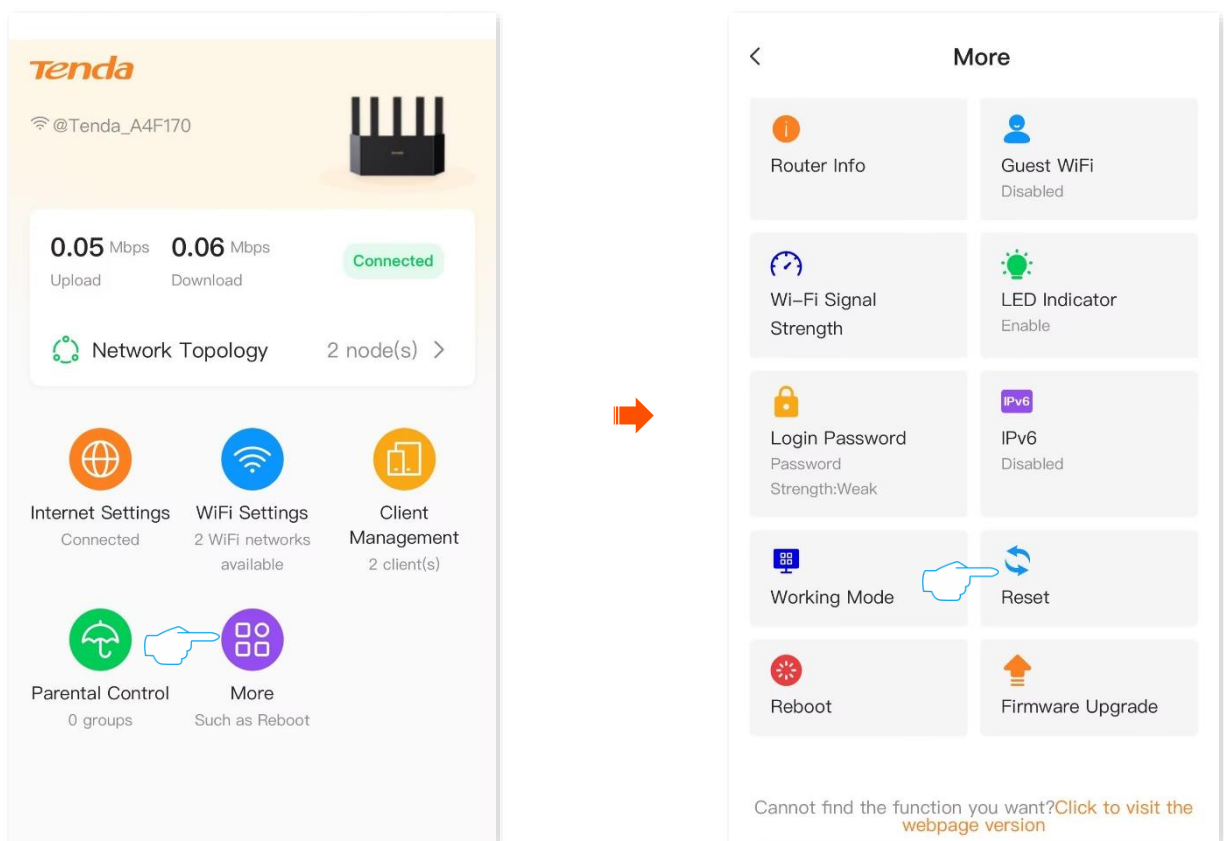 Tenda
@Tenda_A4F170
0.05 Mbps 0.06 Mbps
Upload Download
Connected
Network Topology 2 node(s)
Internet Settings
Connected
WiFi Settings
2 WiFi networks
available
Client
Management
2 client(s)
Parental Control
0 groups
More
Such as Reboot
More
Router Info
Guest WiFi
Disabled
Wi-Fi Signal
Strength
LED Indicator
Enable
Login Password
Password
Strength:Weak
IPv6
IPv6
Disabled
Working Mode
Reset
Reboot
Firmware Upgrade
Cannot find the function you want?Click to visit the
webpage version